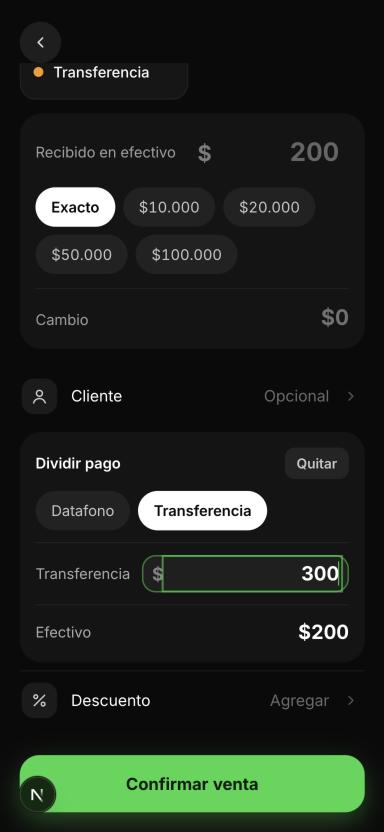 Transferencia
Recibido en efectivo $ 200
Exacto $10.000 $20.000
$50.000 $100.000
Cambio $0
Cliente Opcional
Dividir pago Quitar
Datafono Transferencia
Transferencia $ 300
Efectivo $200
Descuento Agregar
Confirmar venta
N